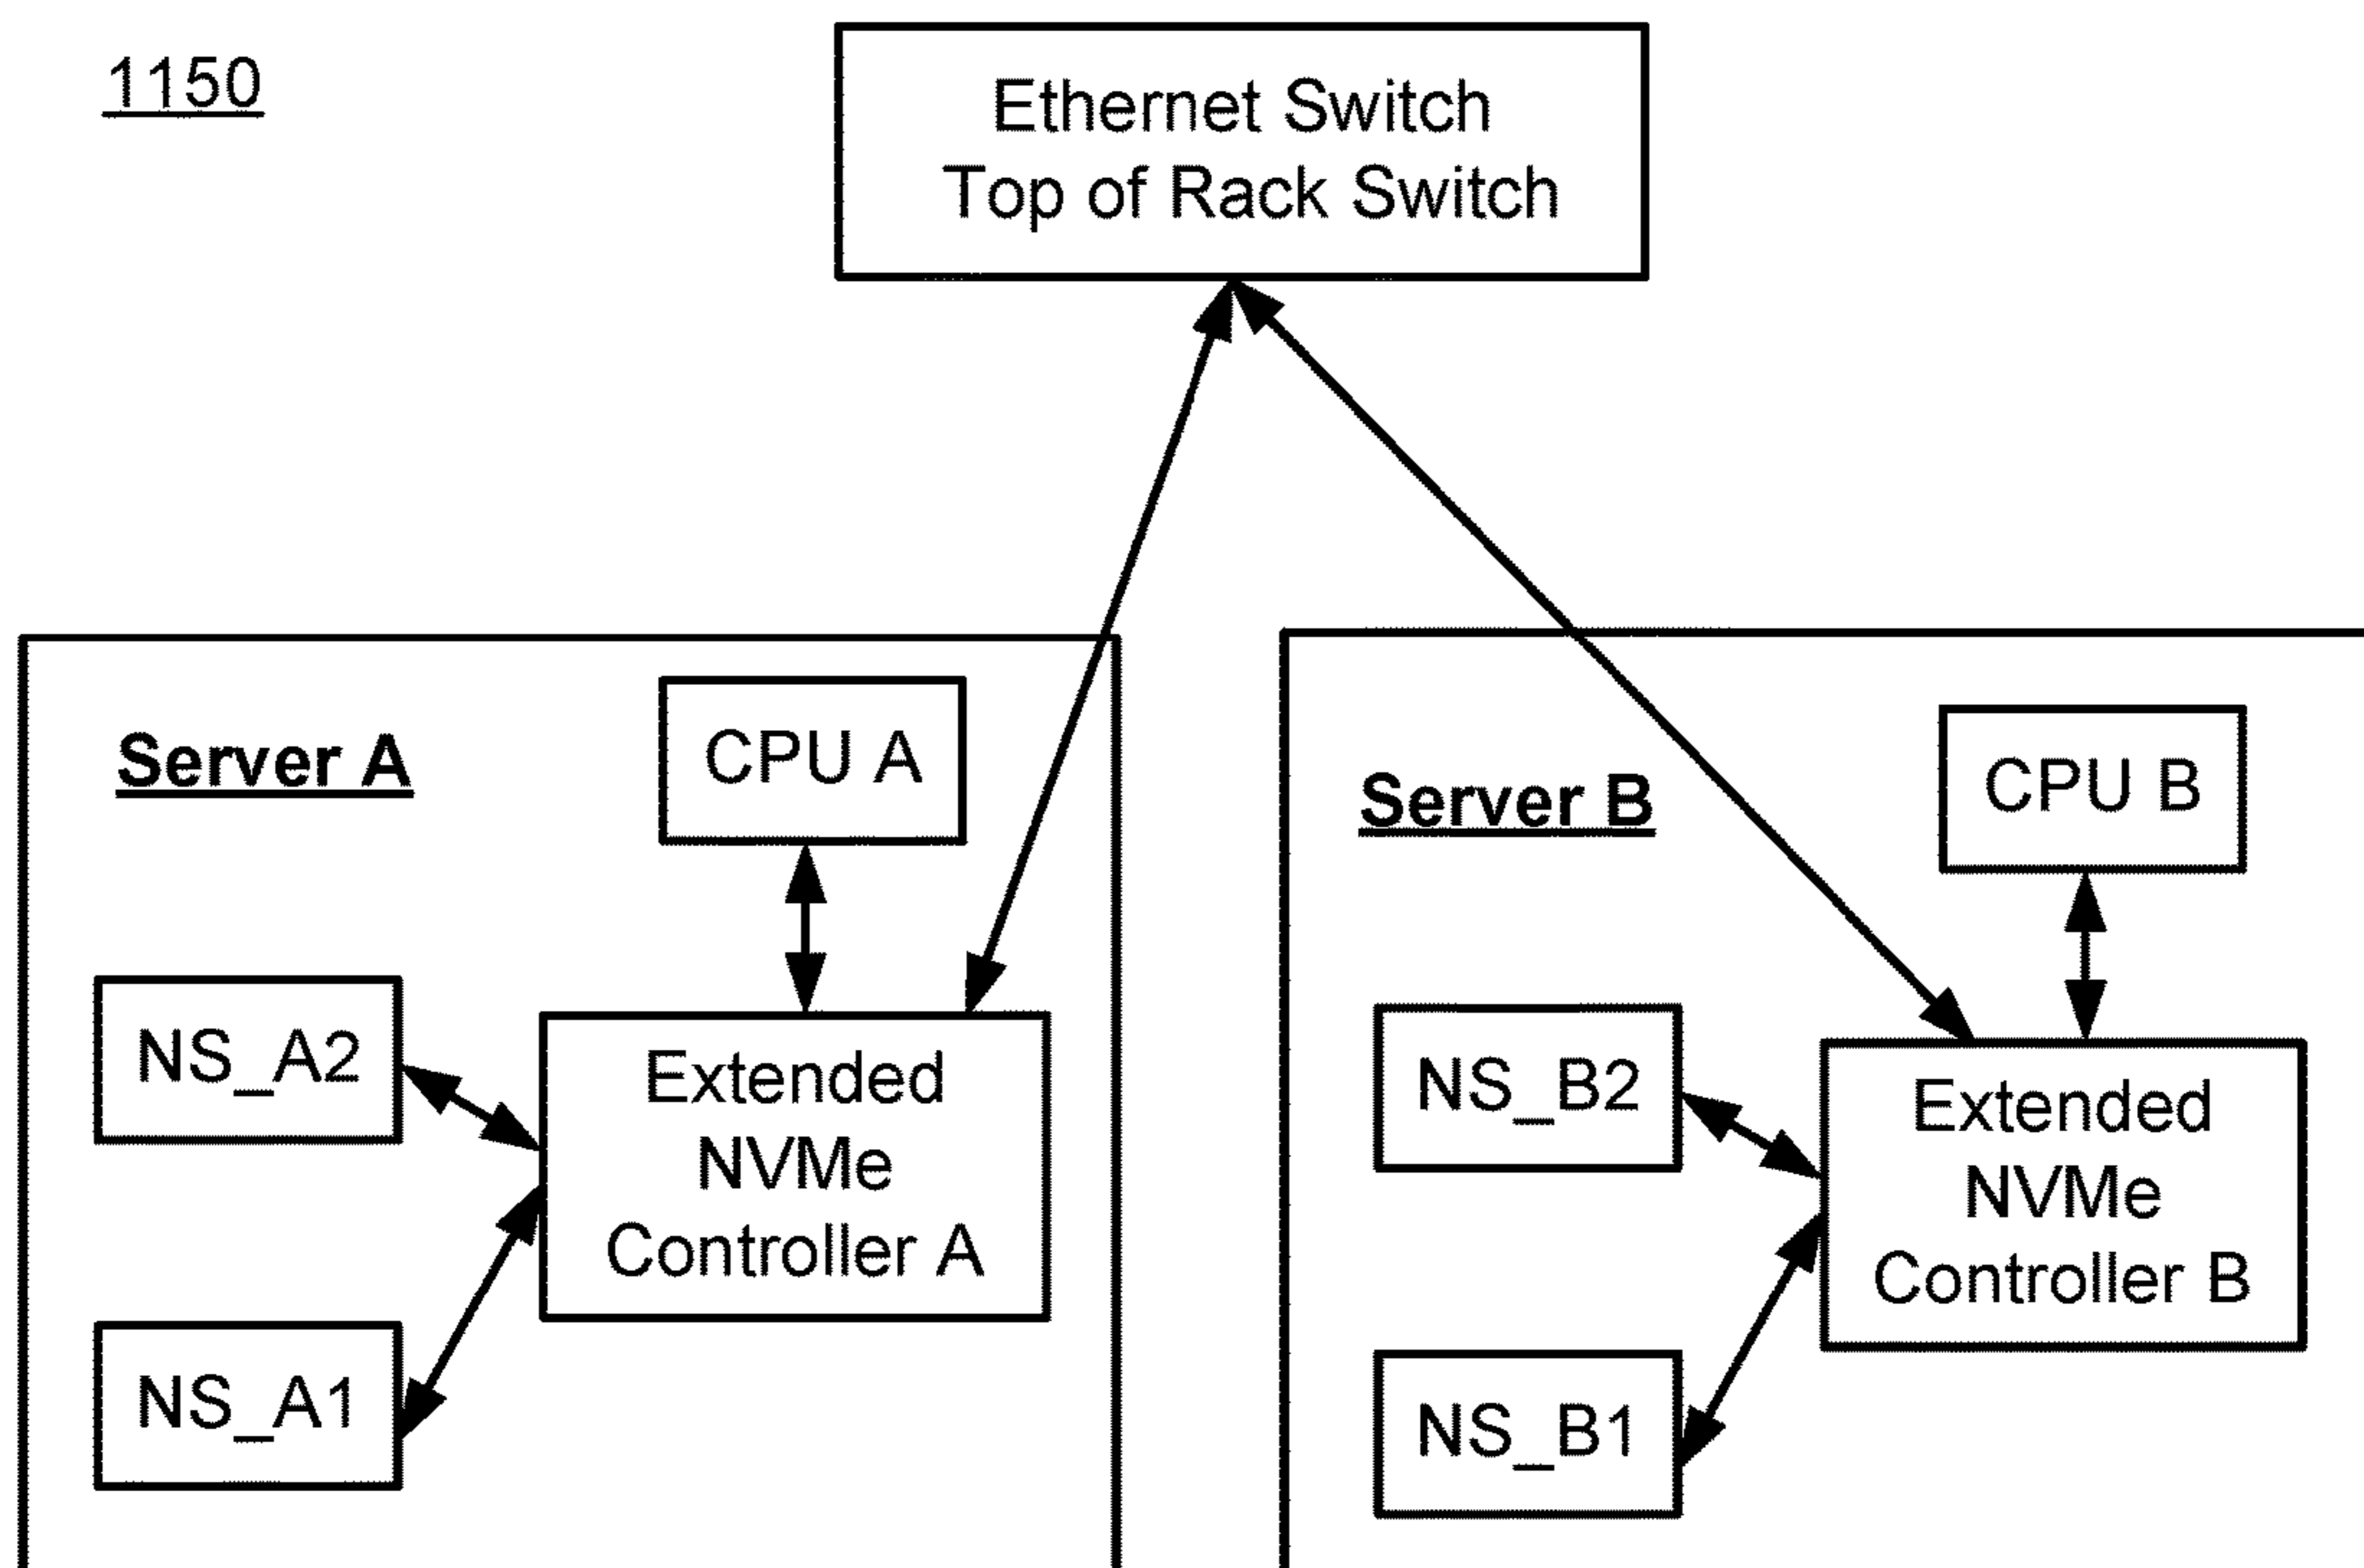 1150
Ethernet Switch
Top of Rack Switch
Server A
CPU A
NS_A2
Extended
NVMe
Controller A
NS_A1
Server B
CPU B
NS_B2
Extended
NVMe
Controller B
NS_B1